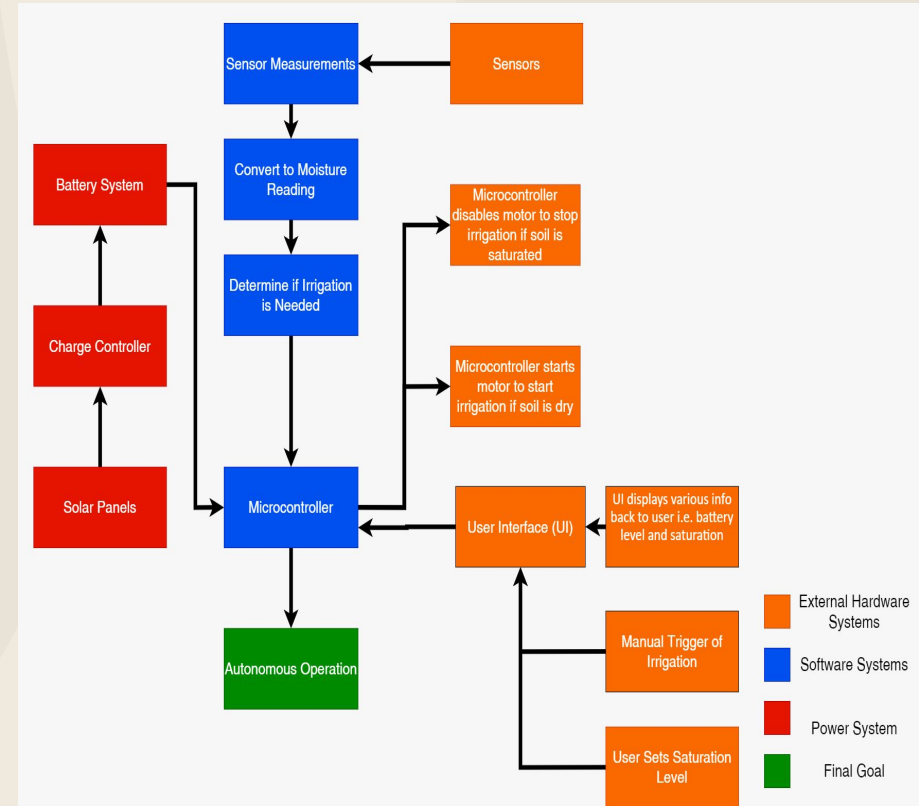 Sensor Measurements
Sensors
Convert to Moisture
Reading
Battery System
Microcontroller
disables motor to stop
irrigation if soil is
saturated
Determine if Irrigation
is Needed
Charge Controller
Microcontroller starts
motor to start
irrigation if soil is dry
Solar Panels
Microcontroller
User Interface (UI)
UI displays various info
back to user i.e. battery
level and saturation
Autonomous Operation
Manual Trigger of
Irrigation
User Sets Saturation
Level
External Hardware
Systems
Software Systems
Power System
Final Goal